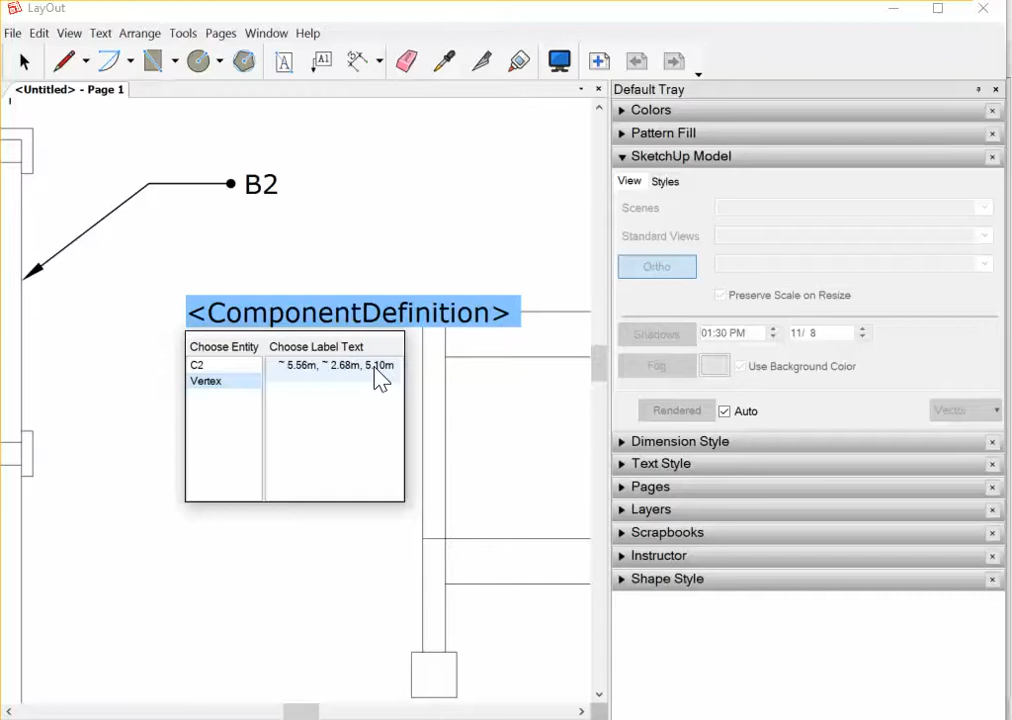 LayOut
File Edit View Text Arrange Tools Pages Window Help
A A1
<Untitled> - Page 1
Default Tray
Colors
Pattern Fill
SketchUp Model
View Styles
Scenes
Standard Views
Ortho
Preserve Scale on Resize
Shadows 01:30 PM 11/ 8
Fog Use Background Color
Rendered Auto Vector
Dimension Style
Text Style
Pages
Layers
Scrapbooks
Instructor
Shape Style
B2
<ComponentDefinition>
Choose Entity Choose Label Text
C2 ~ 5.56m, ~ 2.68m, 5.10m
Vertex